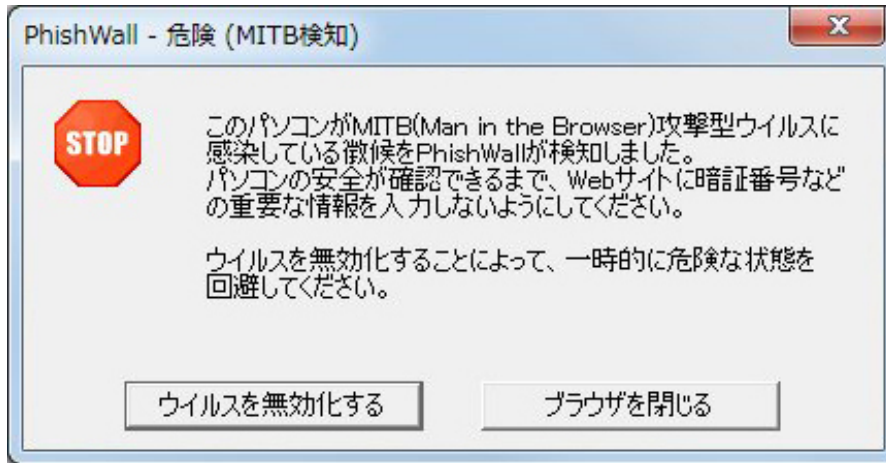 PhishWall - 危険 (MITB検知)
STOP
このパソコンがMITB(Man in the Browser)攻撃型ウイルスに
感染している徴候をPhishWallが検知しました。
パソコンの安全が確認できるまで、Webサイトに暗証番号など
の重要な情報を入力しないようにしてください。
ウイルスを無効化することによって、一時的に危険な状態を
回避してください。
ウイルスを無効化する
ブラウザを閉じる